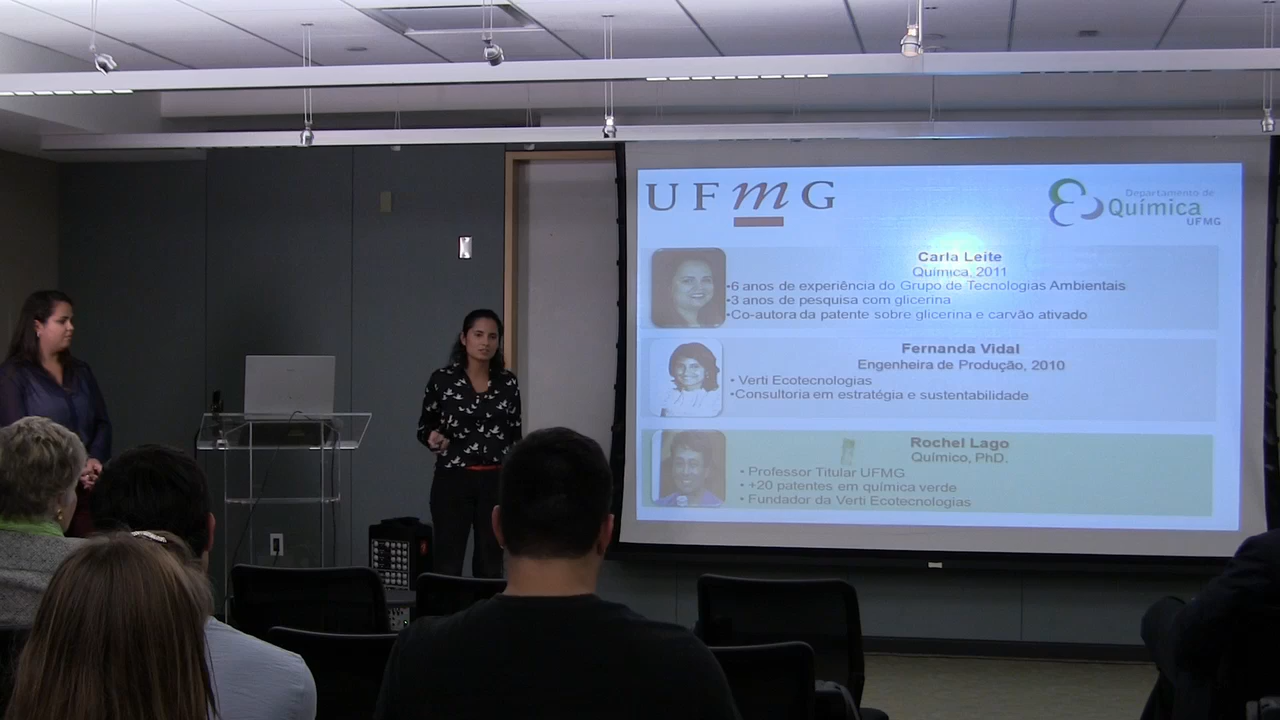 UFmG
Departamento de
Química
UFMG
Carla Leite
Química, 2011
•6 anos de experiência do Grupo de Tecnologias Ambientais
•3 anos de pesquisa com glicerina
•Co-autora da patente sobre glicerina e carvão ativado
Fernanda Vidal
Engenheira de Produção, 2010
• Verti Ecotecnologias
•Consultoria em estratégia e sustentabilidade
Rochel Lago
Químico, PhD.
• Professor Titular UFMG
• +20 patentes em química verde
• Fundador da Verti Ecotecnologias